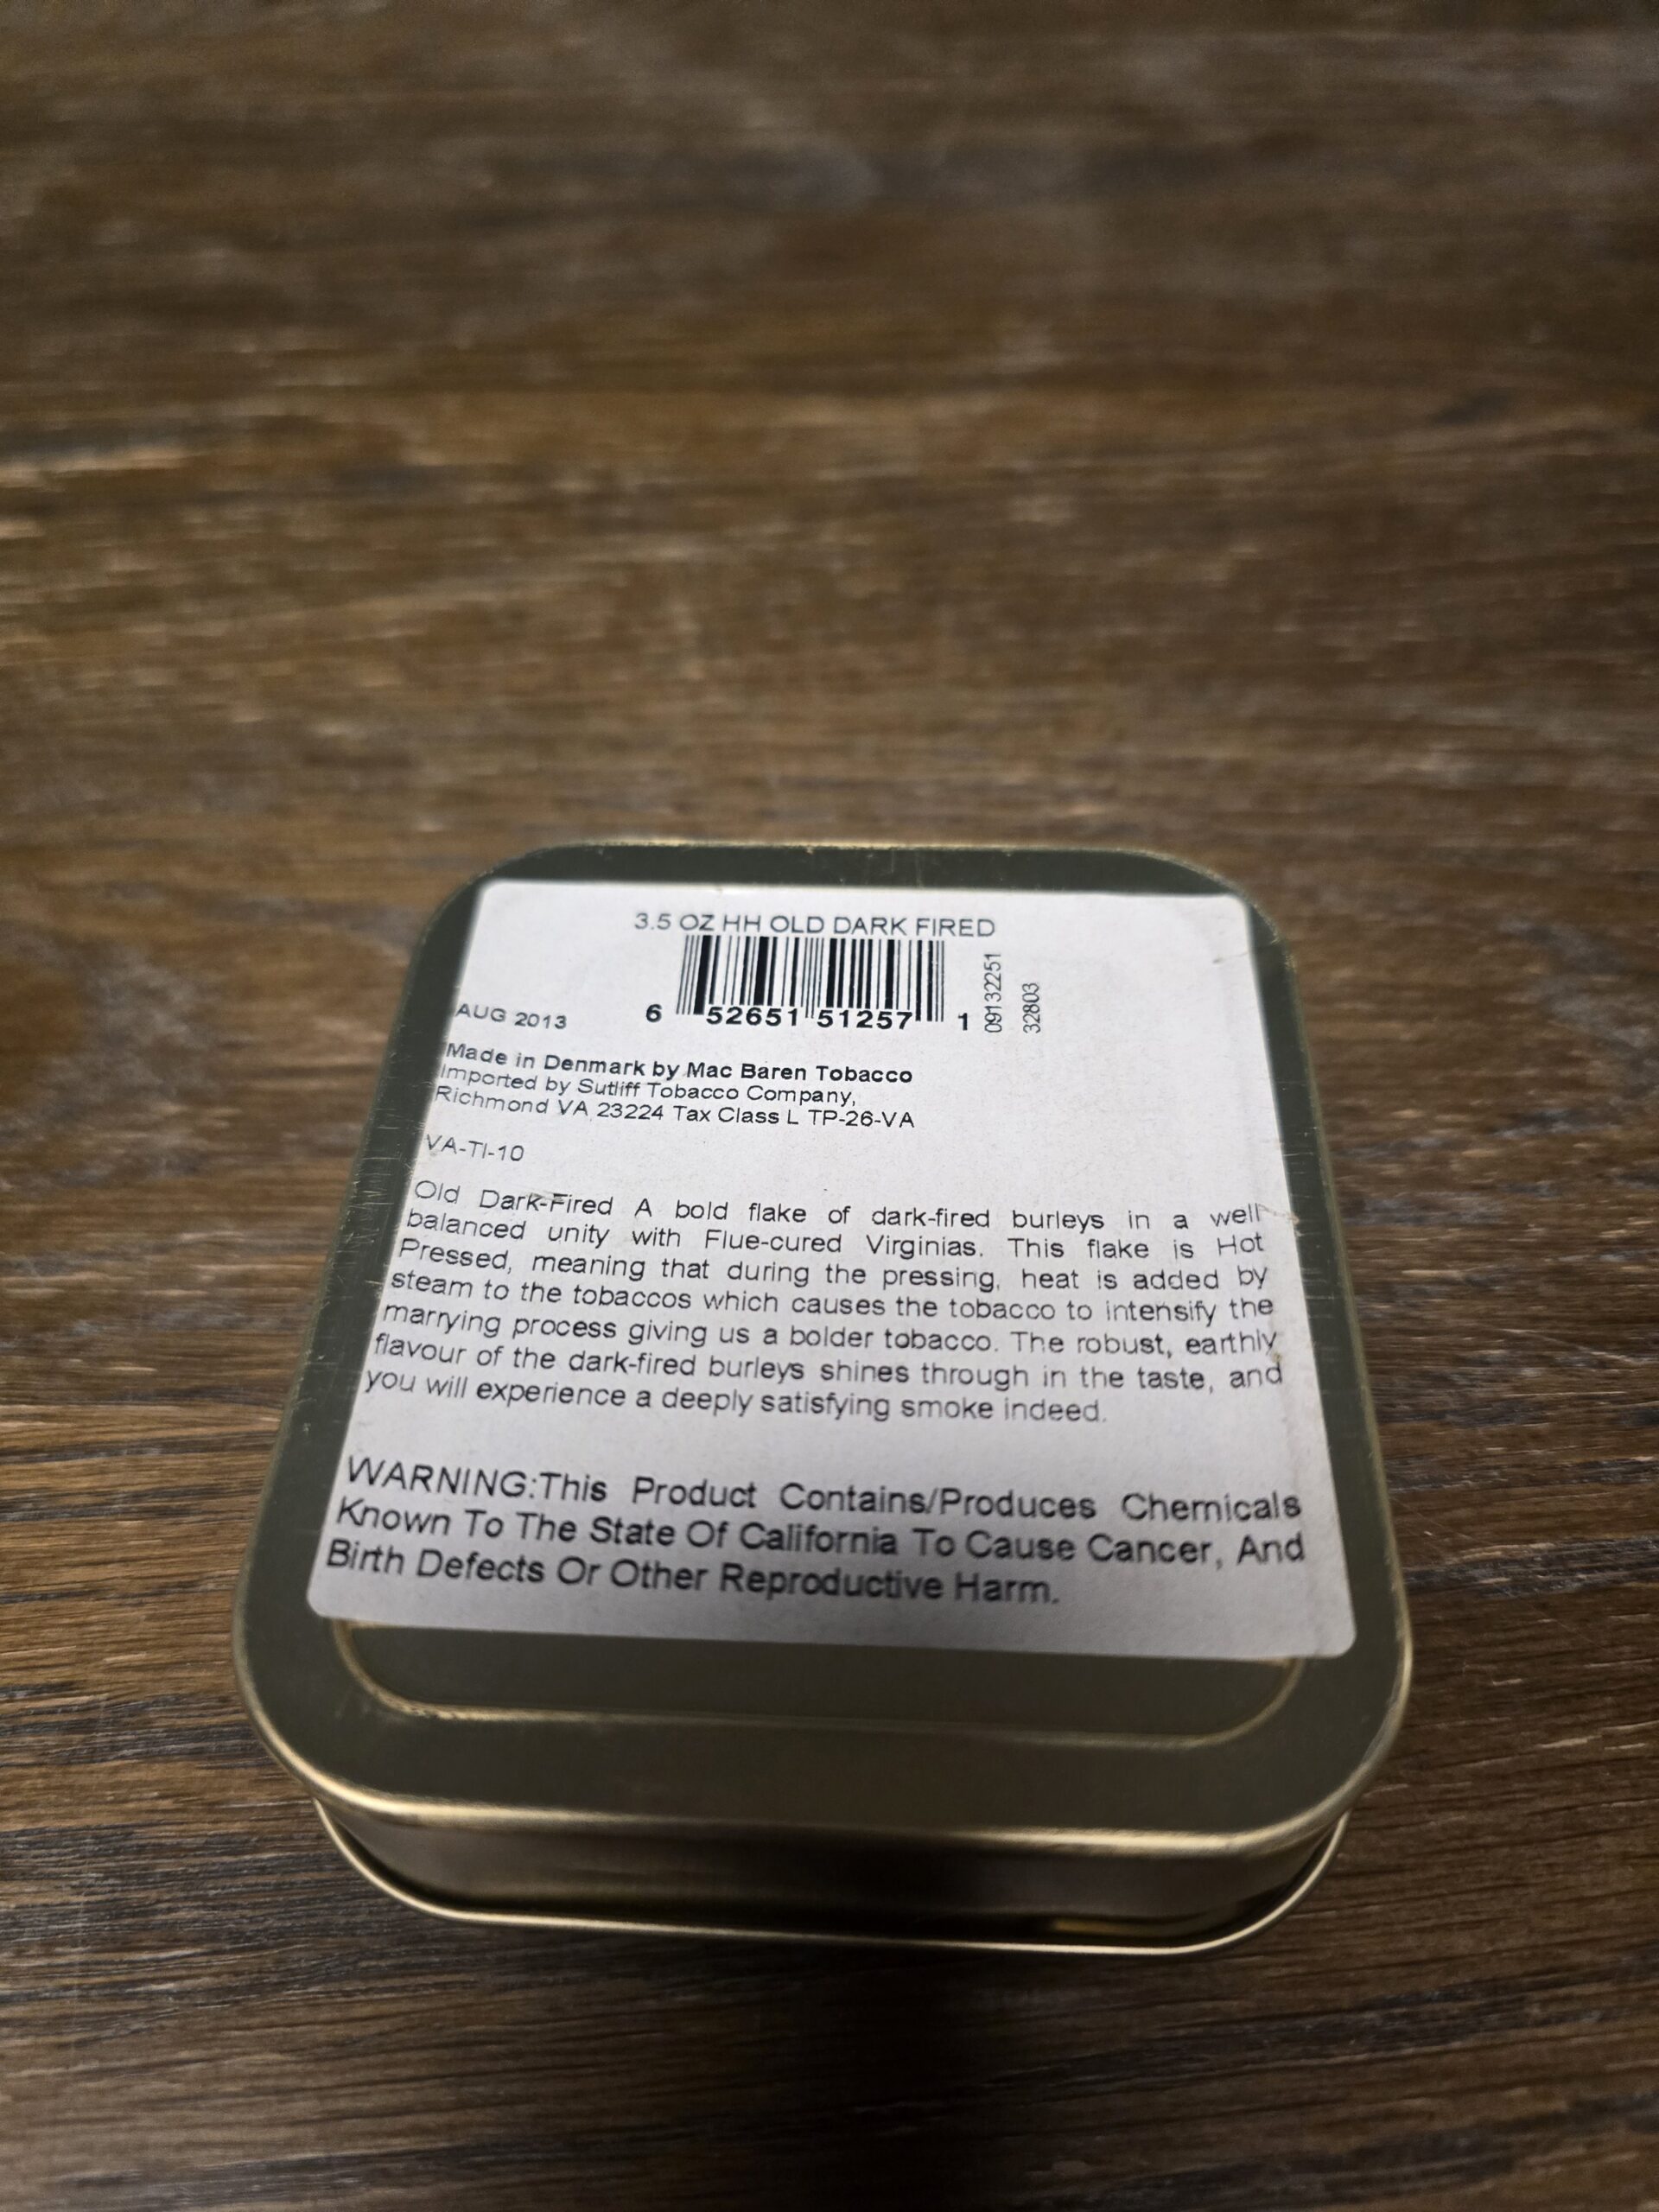 3.5 OZ HH OLD DARK FIRED
6 52651 51257 1
09132251
32803
AUG 2013
Made in Denmark by Mac Baren Tobacco
Imported by Sutliff Tobacco Company,
Richmond VA 23224 Tax Class L TP-26-VA
VA-TI-10
Old Dark-Fired A bold flake of dark-fired burleys in a well
balanced unity with Flue-cured Virginias. This flake is Hot
Pressed, meaning that during the pressing, heat is added by
steam to the tobaccos which causes the tobacco to intensify the
marrying process giving us a bolder tobacco. The robust, earthly
flavour of the dark-fired burleys shines through in the taste, and
you will experience a deeply satisfying smoke indeed.
WARNING:This Product Contains/Produces Chemicals
Known To The State Of California To Cause Cancer, And
Birth Defects Or Other Reproductive Harm.